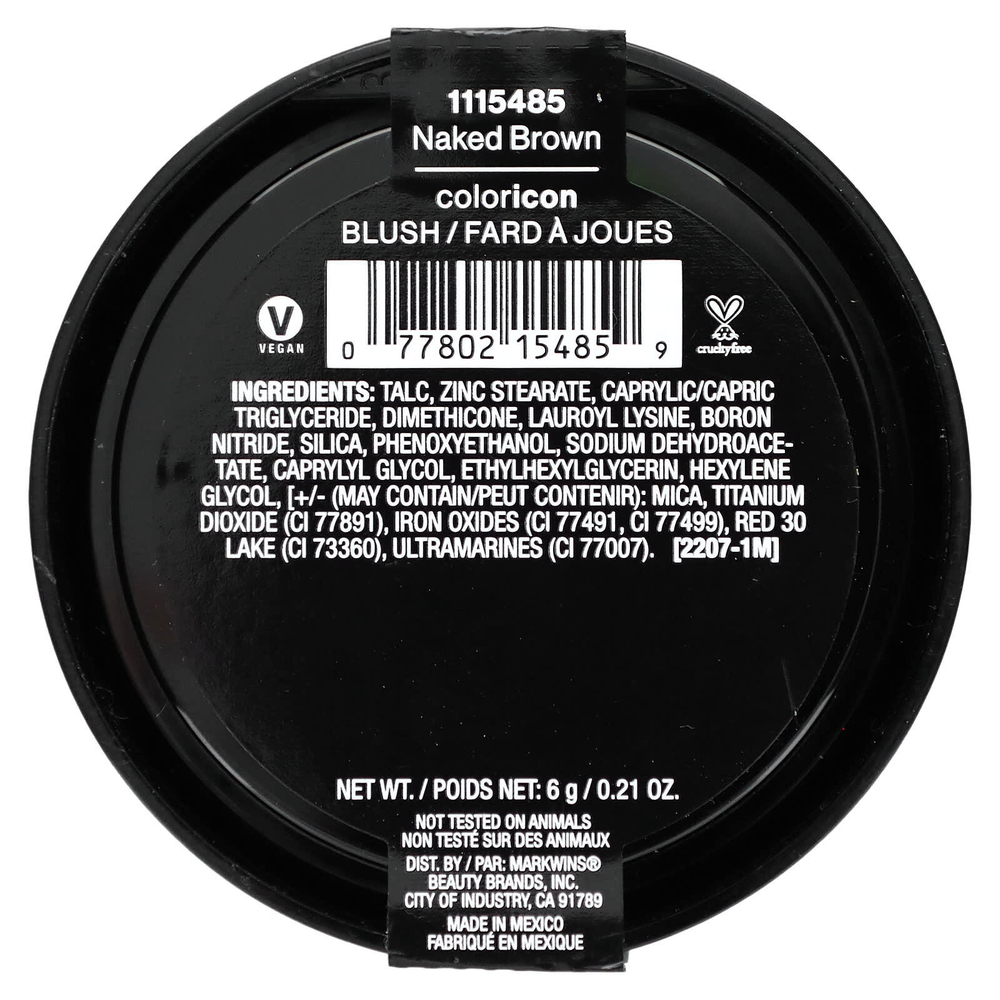 1115485
Naked Brown
coloricon
BLUSH / FARD À JOUES
V
VEGAN
0 77802 15485 9
crueltyfree
INGREDIENTS: TALC, ZINC STEARATE, CAPRYLIC/CAPRIC
TRIGLYCERIDE, DIMETHICONE, LAUROYL LYSINE, BORON
NITRIDE, SILICA, PHENOXYETHANOL, SODIUM DEHYDROACE-
TATE, CAPRYLYL GLYCOL, ETHYLHEXYLGLYCERIN, HEXYLENE
GLYCOL, [+/- (MAY CONTAIN/PEUT CONTENIR): MICA, TITANIUM
DIOXIDE (CI 77891), IRON OXIDES (CI 77491, CI 77499), RED 30
LAKE (CI 73360), ULTRAMARINES (CI 77007). [2207-1M]
NET WT. / POIDS NET: 6 g / 0.21 OZ.
NOT TESTED ON ANIMALS
NON TESTÉ SUR DES ANIMAUX
DIST. BY / PAR: MARKWINS®
BEAUTY BRANDS, INC.
CITY OF INDUSTRY, CA 91789
MADE IN MEXICO
FABRIQUÉ EN MEXIQUE